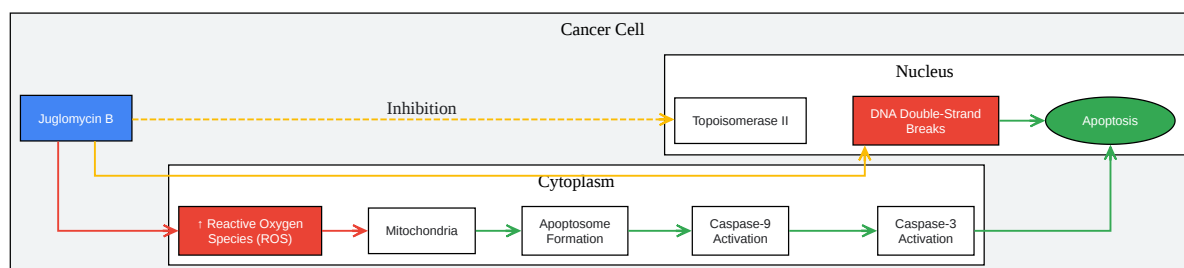 Cancer Cell
Nucleus
Juglomycin B
Inhibition
Topoisomerase II
DNA Double-Strand
Breaks
Apoptosis
Cytoplasm
↑ Reactive Oxygen
Species (ROS)
Mitochondria
Apoptosome
Formation
Caspase-9
Activation
Caspase-3
Activation